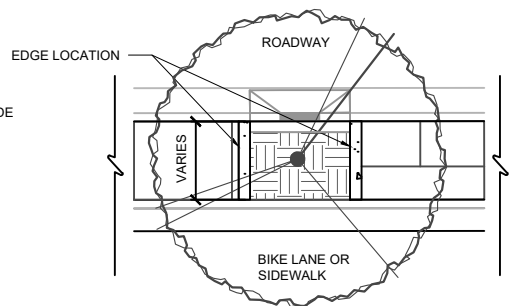 ROADWAY
EDGE LOCATION
DE
VARIES
BIKE LANE OR
SIDEWALK